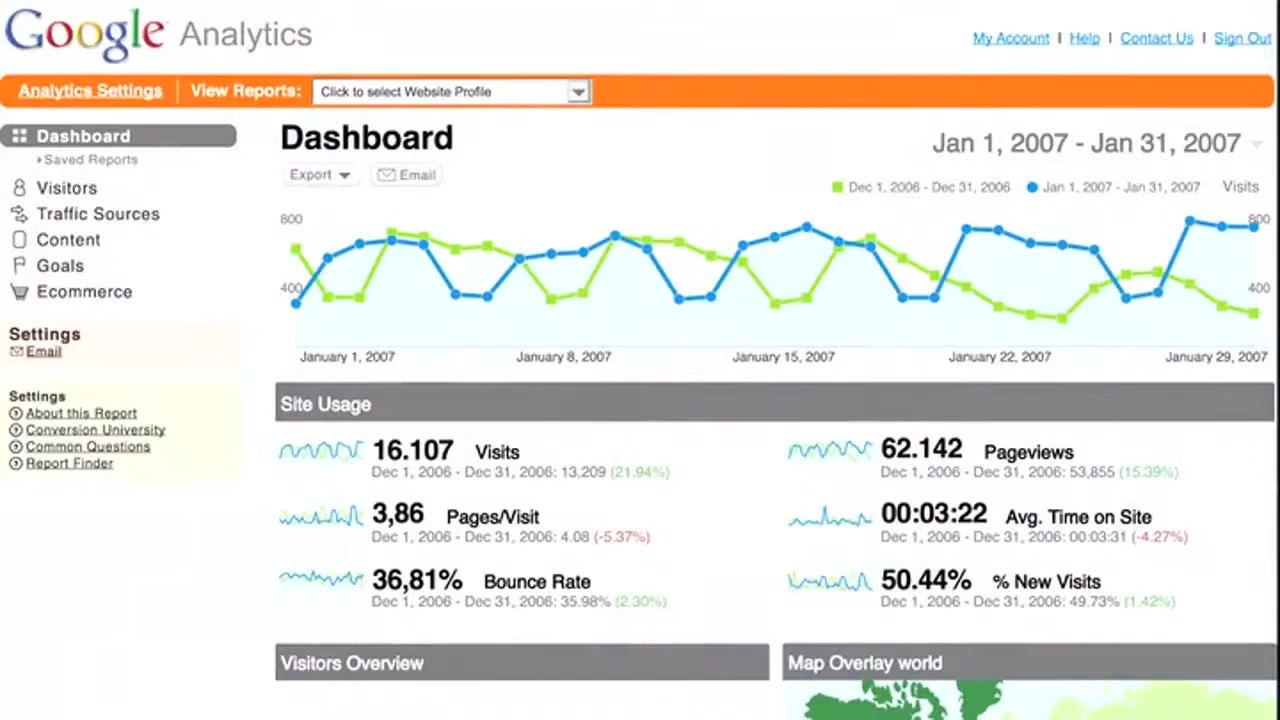 Google Analytics
My Account | Help | Contact Us | Sign Out
Analytics Settings | View Reports: Click to select Website Profile
Dashboard
Saved Reports
Visitors
Traffic Sources
Content
Goals
Ecommerce
Settings
Email
Settings
About this Report
Conversion University
Common Questions
Report Finder
Dashboard
Jan 1, 2007 - Jan 31, 2007
Export
Email
Dec 1, 2006 - Dec 31, 2006 Jan 1, 2007 - Jan 31, 2007 Visits
800 800
400 400
January 1, 2007 January 8, 2007 January 15, 2007 January 22, 2007 January 29, 2007
Site Usage
16.107 Visits
Dec 1, 2006 - Dec 31, 2006: 13,209 (21.94%)
62.142 Pageviews
Dec 1, 2006 - Dec 31, 2006: 53,855 (15.39%)
3,86 Pages/Visit
Dec 1, 2006 - Dec 31, 2006: 4.08 (-5.37%)
00:03:22 Avg. Time on Site
Dec 1, 2006 - Dec 31, 2006: 00:03:31 (-4.27%)
36,81% Bounce Rate
Dec 1, 2006 - Dec 31, 2006: 35.98% (2.30%)
50.44% % New Visits
Dec 1, 2006 - Dec 31, 2006: 49.73% (1.42%)
Visitors Overview
Map Overlay world